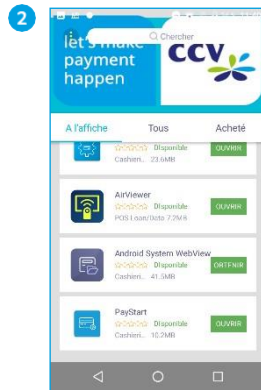 2
Chercher
let's make
payment
happen
CCV
A l'affiche Tous Acheté
Disponible OUVRIR
Cashieri... 23.6MB
AirViewer
Disponible OUVRIR
POS Loan/Data 7.2MB
Android System WebView
Disponible OBTENIR
Cashieri... 41.5MB
PayStart
Disponible OUVRIR
Cashieri... 10.2MB